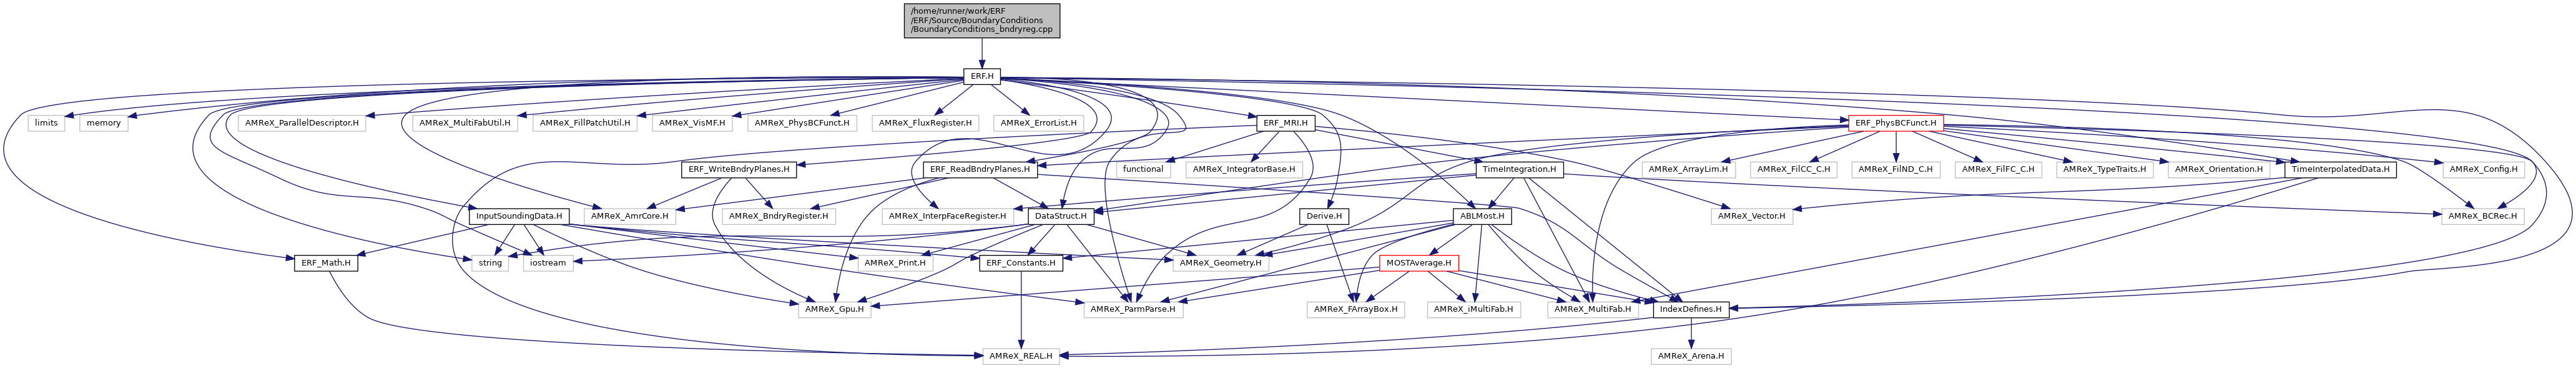 /home/runner/work/ERF
/ERF/Source/BoundaryConditions
/BoundaryConditions_bndryreg.cpp
ERF.H
limits
memory
AMReX_ParallelDescriptor.H
AMReX_MultiFabUtil.H
AMReX_FillPatchUtil.H
AMReX_VisMF.H
AMReX_PhysBCFunct.H
AMReX_FluxRegister.H
AMReX_ErrorList.H
ERF_MRI.H
ERF_PhysBCFunct.H
ERF_WriteBndryPlanes.H
ERF_ReadBndryPlanes.H
functional
AMReX_IntegratorBase.H
TimeIntegration.H
AMReX_ArrayLim.H
AMReX_FilCC_C.H
AMReX_FilND_C.H
AMReX_FilFC_C.H
AMReX_TypeTraits.H
AMReX_Orientation.H
TimeInterpolatedData.H
AMReX_Config.H
InputSoundingData.H
AMReX_AmrCore.H
AMReX_BndryRegister.H
AMReX_InterpFaceRegister.H
DataStruct.H
Derive.H
ABLMost.H
AMReX_Vector.H
AMReX_BCRec.H
ERF_Math.H
string
iostream
AMReX_Print.H
ERF_Constants.H
AMReX_Geometry.H
MOSTAverage.H
AMReX_Gpu.H
AMReX_ParmParse.H
AMReX_FArrayBox.H
AMReX_iMultiFab.H
AMReX_MultiFab.H
IndexDefines.H
AMReX_REAL.H
AMReX_Arena.H